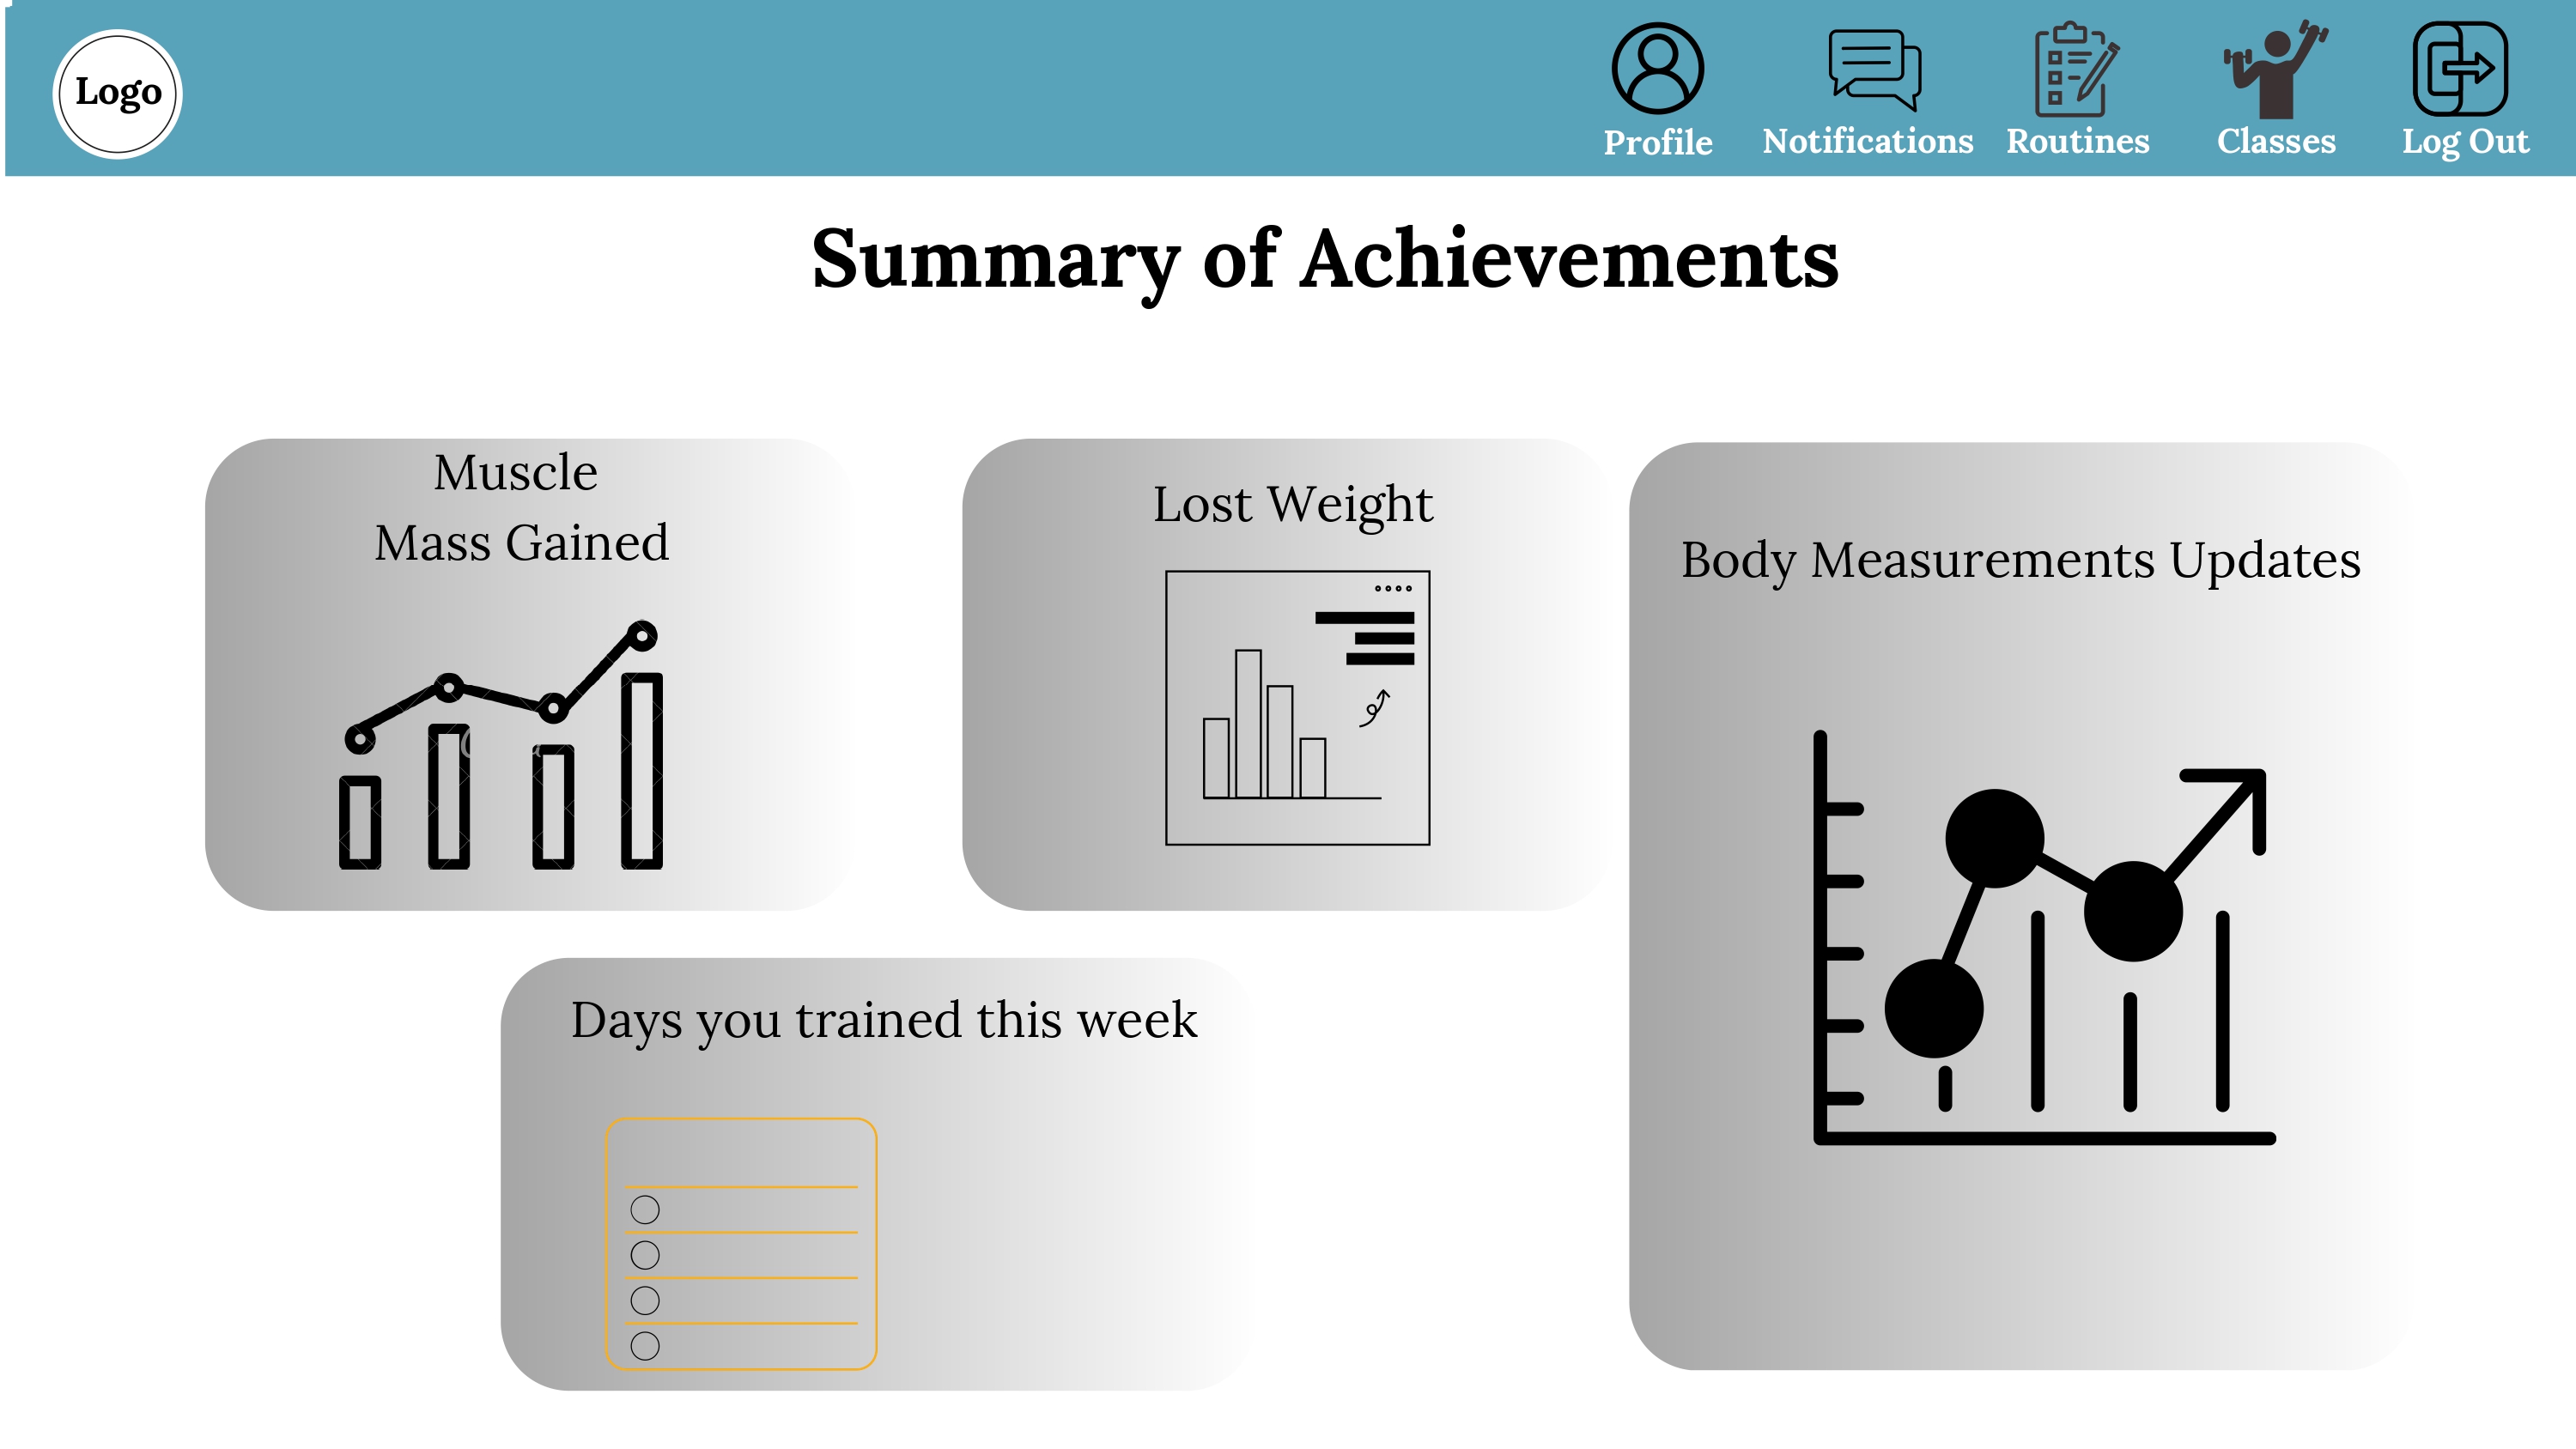 Logo
Profile
Notifications
Routines
Classes
Log Out
Summary of Achievements
Muscle
Mass Gained
Lost Weight
Body Measurements Updates
Days you trained this week